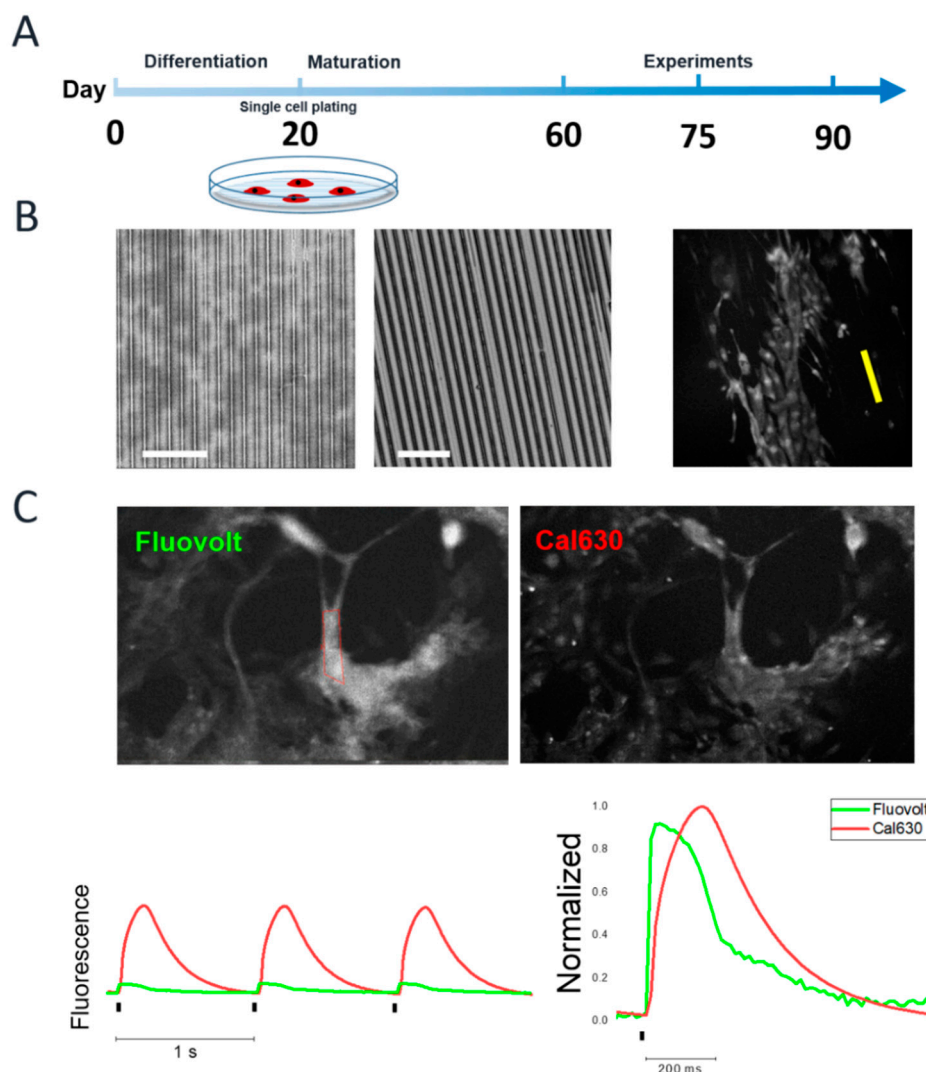 A
Differentiation Maturation Experiments
Day
Single cell plating
0 20 60 75 90
B
C
Fluovolt Cal630
Fluorescence
1 s
Normalized
1.0
0.8
0.6
0.4
0.2
0.0
Fluovolt
Cal630
200 ms